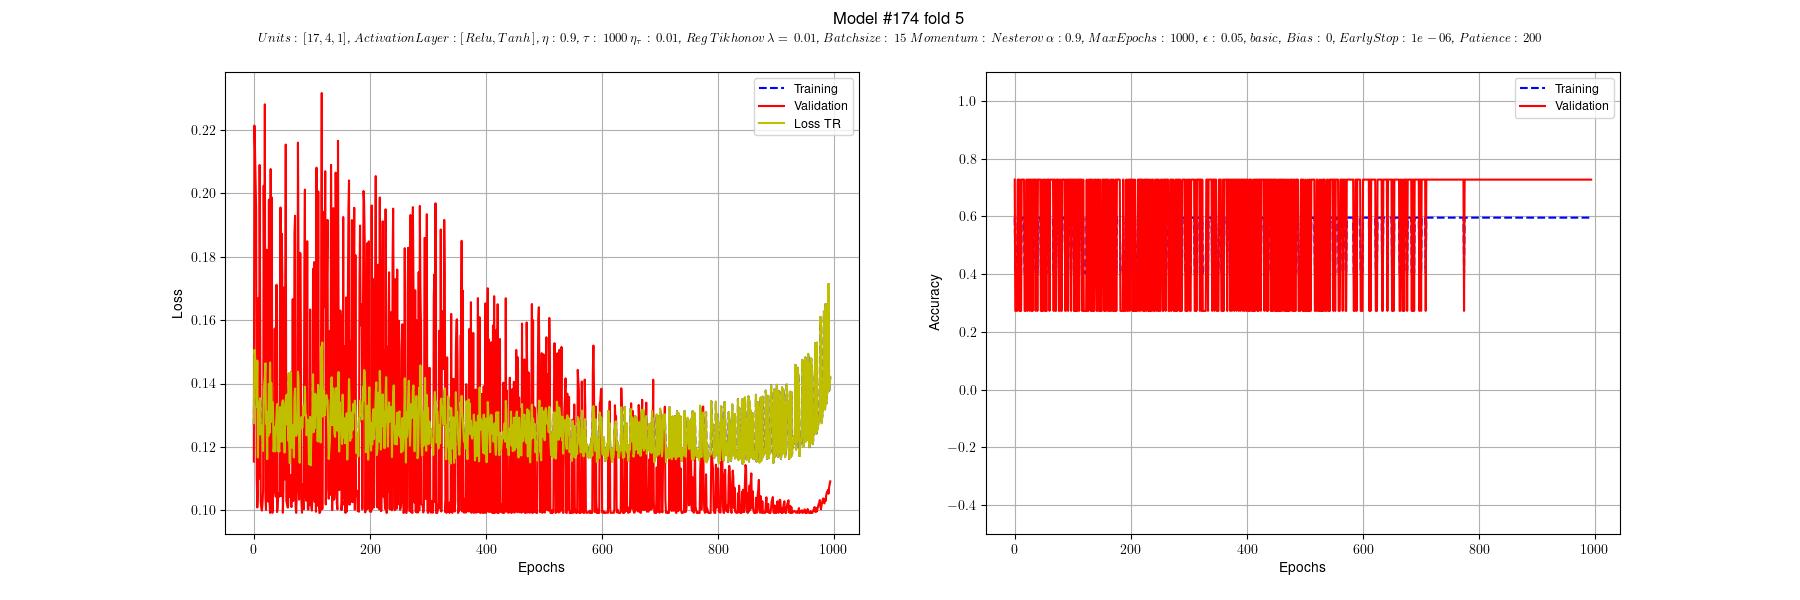 Model #174 fold 5
Units : [17, 4, 1], ActivationLayer : [Relu, Tanh], η : 0.9, τ : 1000 ητ : 0.01, Reg Tikhonov λ = 0.01, Batchsize : 15 Momentum : Nesterov α : 0.9, MaxEpochs : 1000, ϵ : 0.05, basic, Bias : 0, EarlyStop : 1e − 06, Patience : 200
Training
Validation
Loss TR
0.22
0.20
0.18
0.16
0.14
0.12
0.10
Loss
0 200 400 600 800 1000
Epochs
Training
Validation
1.0
0.8
0.6
0.4
0.2
0.0
−0.2
−0.4
Accuracy
0 200 400 600 800 1000
Epochs